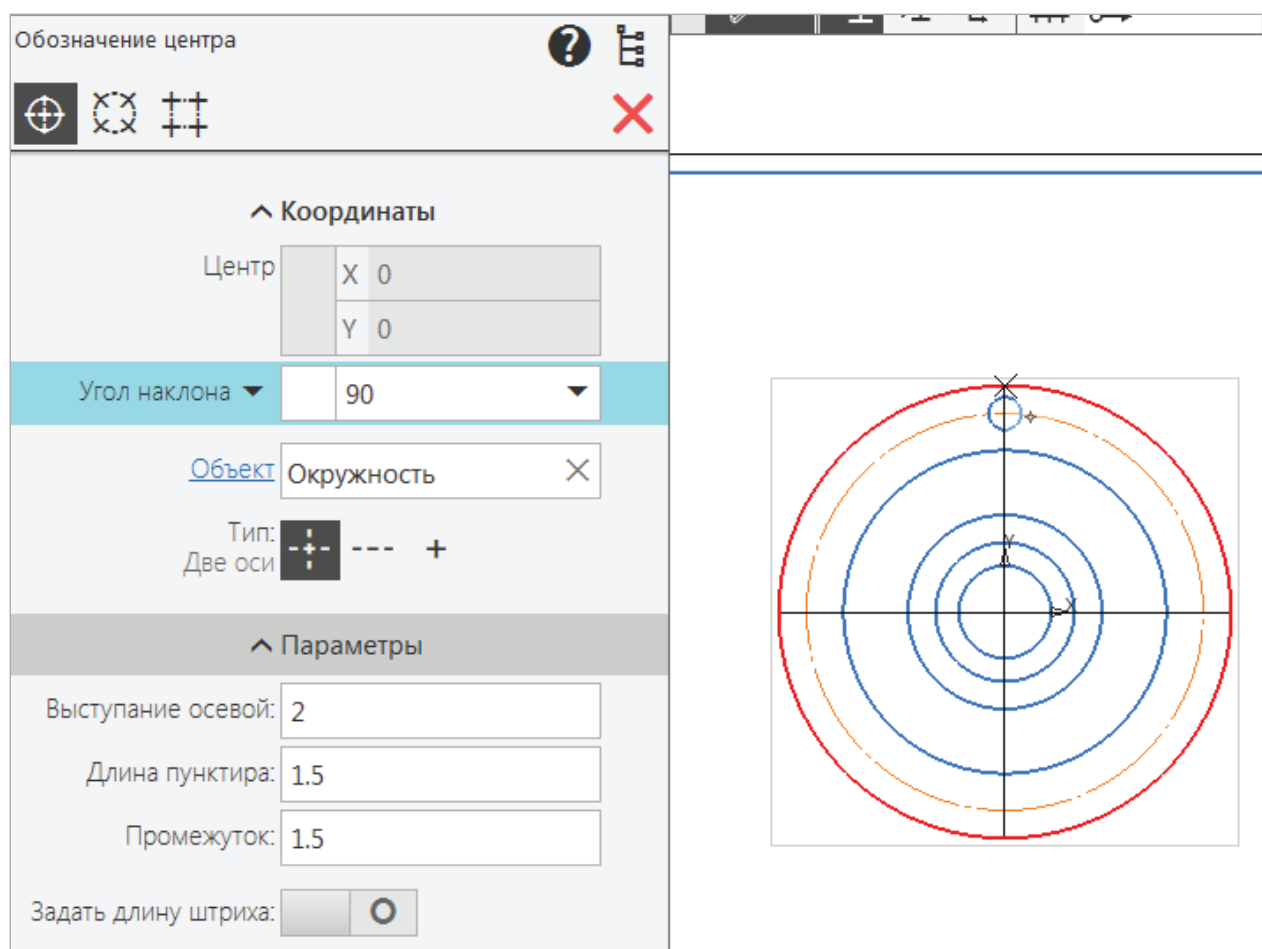 Обозначение центра
Координаты
Центр X 0
Y 0
Угол наклона 90
Объект Окружность
Тип:
Две оси
Параметры
Выступание осевой: 2
Длина пунктира: 1.5
Промежуток: 1.5
Задать длину штриха:
Y
X